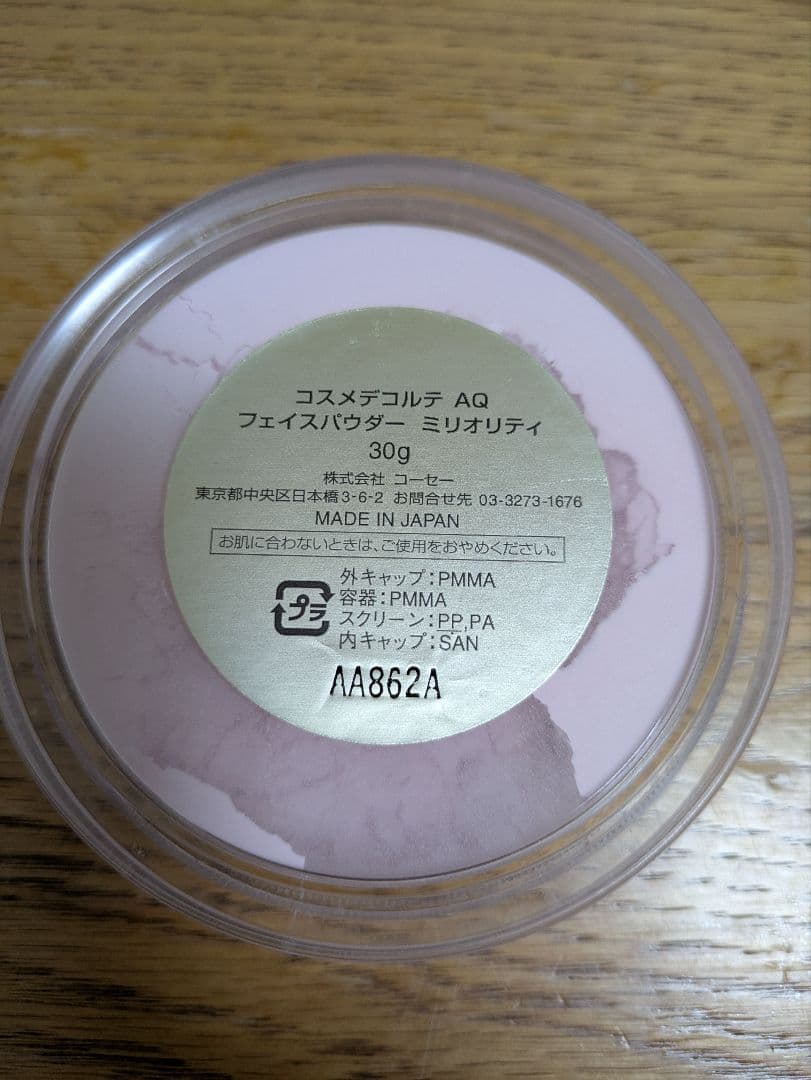 コスメデコルテ AQ
フェイスパウダー ミリオリティ
30g
株式会社 コーセー
東京都中央区日本橋3-6-2 お問合せ先 03-3273-1676
MADE IN JAPAN
お肌に合わないときは、ご使用をおやめください。
プラ
外キャップ:PMMA
容器:PMMA
スクリーン:PP,PA
内キャップ:SAN
AA862A